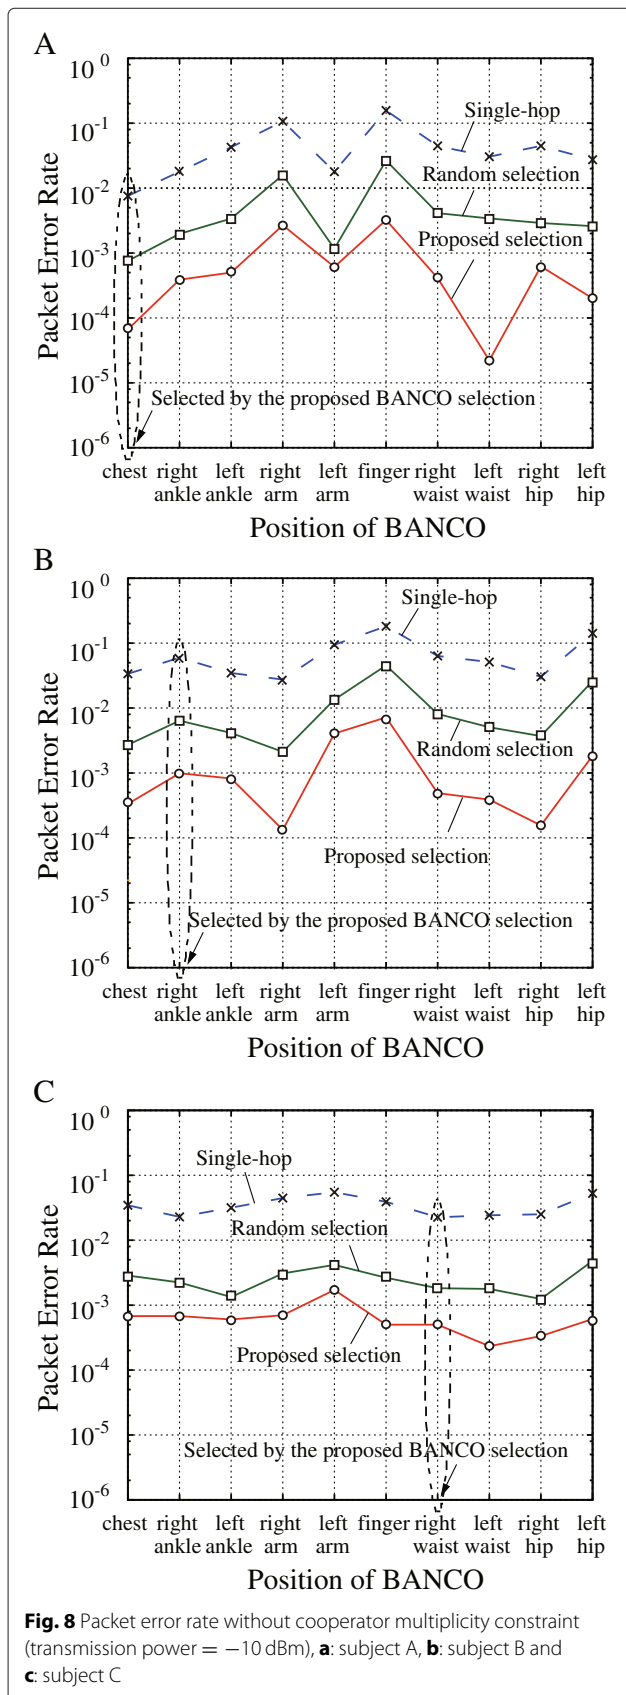 A
10^0
10^-1
10^-2
10^-3
10^-4
10^-5
10^-6
Packet Error Rate
Single-hop
Random selection
Proposed selection
Selected by the proposed BANCO selection
chest right ankle left ankle right arm left arm finger right waist left waist right hip left hip
Position of BANCO
B
10^0
10^-1
10^-2
10^-3
10^-4
10^-5
10^-6
Packet Error Rate
Single-hop
Random selection
Proposed selection
Selected by the proposed BANCO selection
chest right ankle left ankle right arm left arm finger right waist left waist right hip left hip
Position of BANCO
C
10^0
10^-1
10^-2
10^-3
10^-4
10^-5
10^-6
Packet Error Rate
Single-hop
Random selection
Proposed selection
Selected by the proposed BANCO selection
chest right ankle left ankle right arm left arm finger right waist left waist right hip left hip
Position of BANCO
Fig. 8 Packet error rate without cooperator multiplicity constraint
(transmission power = −10 dBm), a: subject A, b: subject B and
c: subject C